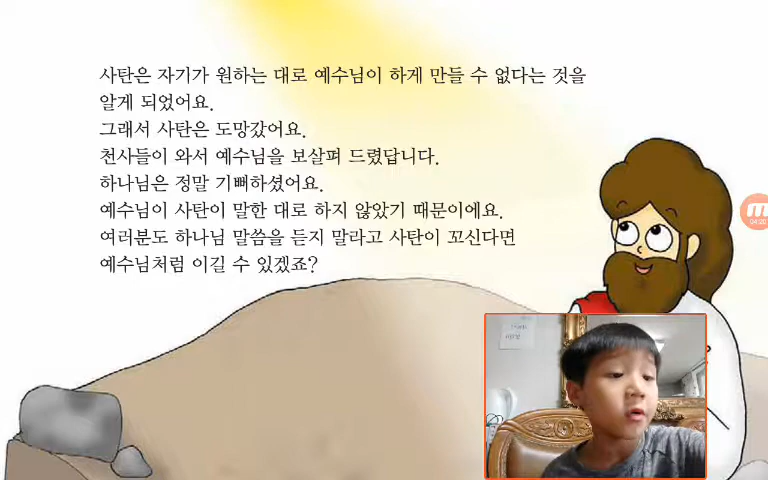 사탄은 자기가 원하는 대로 예수님이 하게 만들 수 없다는 것을
알게 되었어요.
그래서 사탄은 도망갔어요.
천사들이 와서 예수님을 보살펴 드렸답니다.
하나님은 정말 기뻐하셨어요.
예수님이 사탄이 말한 대로 하지 않았기 때문이에요.
여러분도 하나님 말씀을 듣지 말라고 사탄이 꼬신다면
예수님처럼 이길 수 있겠죠?